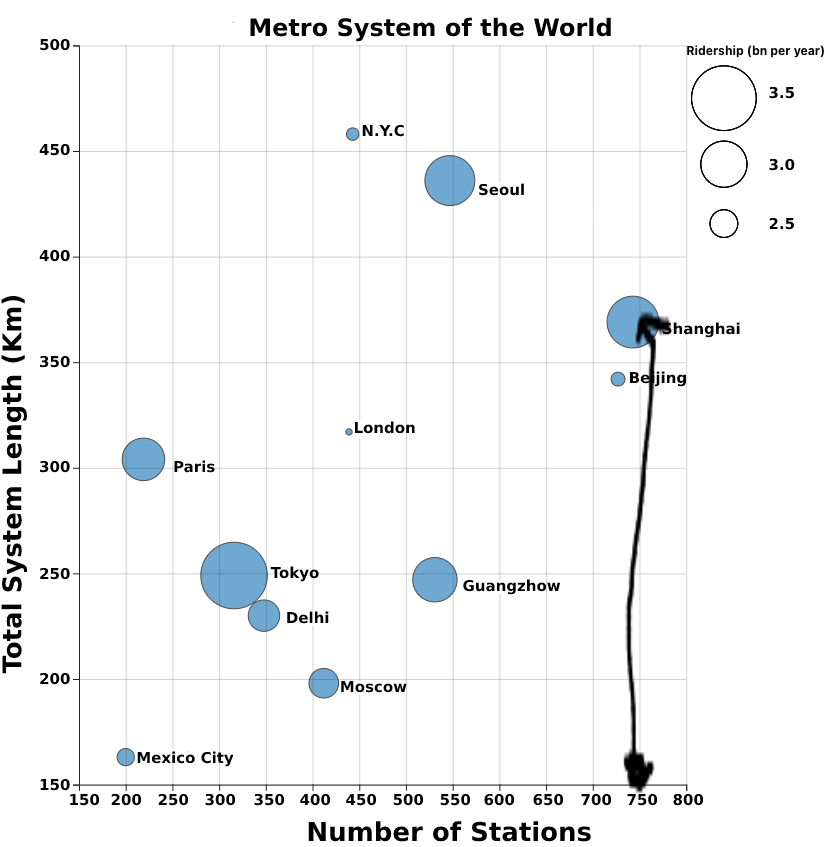 Metro System of the World
Ridership (bn per year)
3.5
3.0
2.5
Total System Length (Km)
500
450
400
350
300
250
200
150
N.Y.C
Seoul
Shanghai
Beijing
London
Paris
Tokyo
Guangzhow
Delhi
Moscow
Mexico City
150 200 250 300 350 400 450 500 550 600 650 700 750 800
Number of Stations